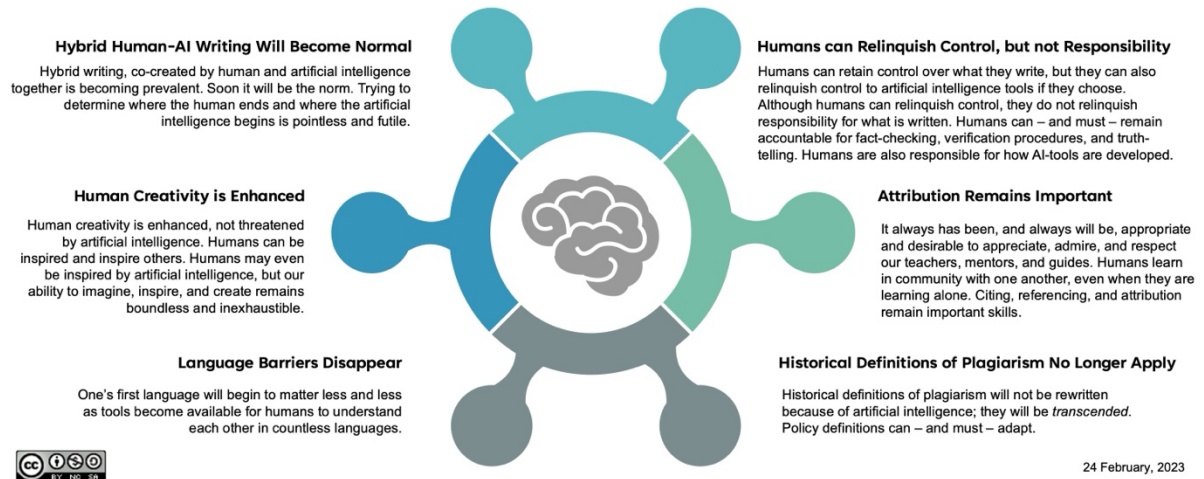 Hybrid Human-AI Writing Will Become Normal
Hybrid writing, co-created by human and artificial intelligence
together is becoming prevalent. Soon it will be the norm. Trying to
determine where the human ends and where the artificial
intelligence begins is pointless and futile.
Humans can Relinquish Control, but not Responsibility
Humans can retain control over what they write, but they can also
relinquish control to artificial intelligence tools if they choose.
Although humans can relinquish control, they do not relinquish
responsibility for what is written. Humans can – and must – remain
accountable for fact-checking, verification procedures, and truth-
telling. Humans are also responsible for how AI-tools are developed.
Human Creativity is Enhanced
Human creativity is enhanced, not threatened
by artificial intelligence. Humans can be
inspired and inspire others. Humans may even
be inspired by artificial intelligence, but our
ability to imagine, inspire, and create remains
boundless and inexhaustible.
Attribution Remains Important
It always has been, and always will be, appropriate
and desirable to appreciate, admire, and respect
our teachers, mentors, and guides. Humans learn
in community with one another, even when they are
learning alone. Citing, referencing, and attribution
remain important skills.
Language Barriers Disappear
One's first language will begin to matter less and less
as tools become available for humans to understand
each other in countless languages.
Historical Definitions of Plagiarism No Longer Apply
Historical definitions of plagiarism will not be rewritten
because of artificial intelligence; they will be transcended.
Policy definitions can – and must – adapt.
cc
BY NC SA
24 February, 2023